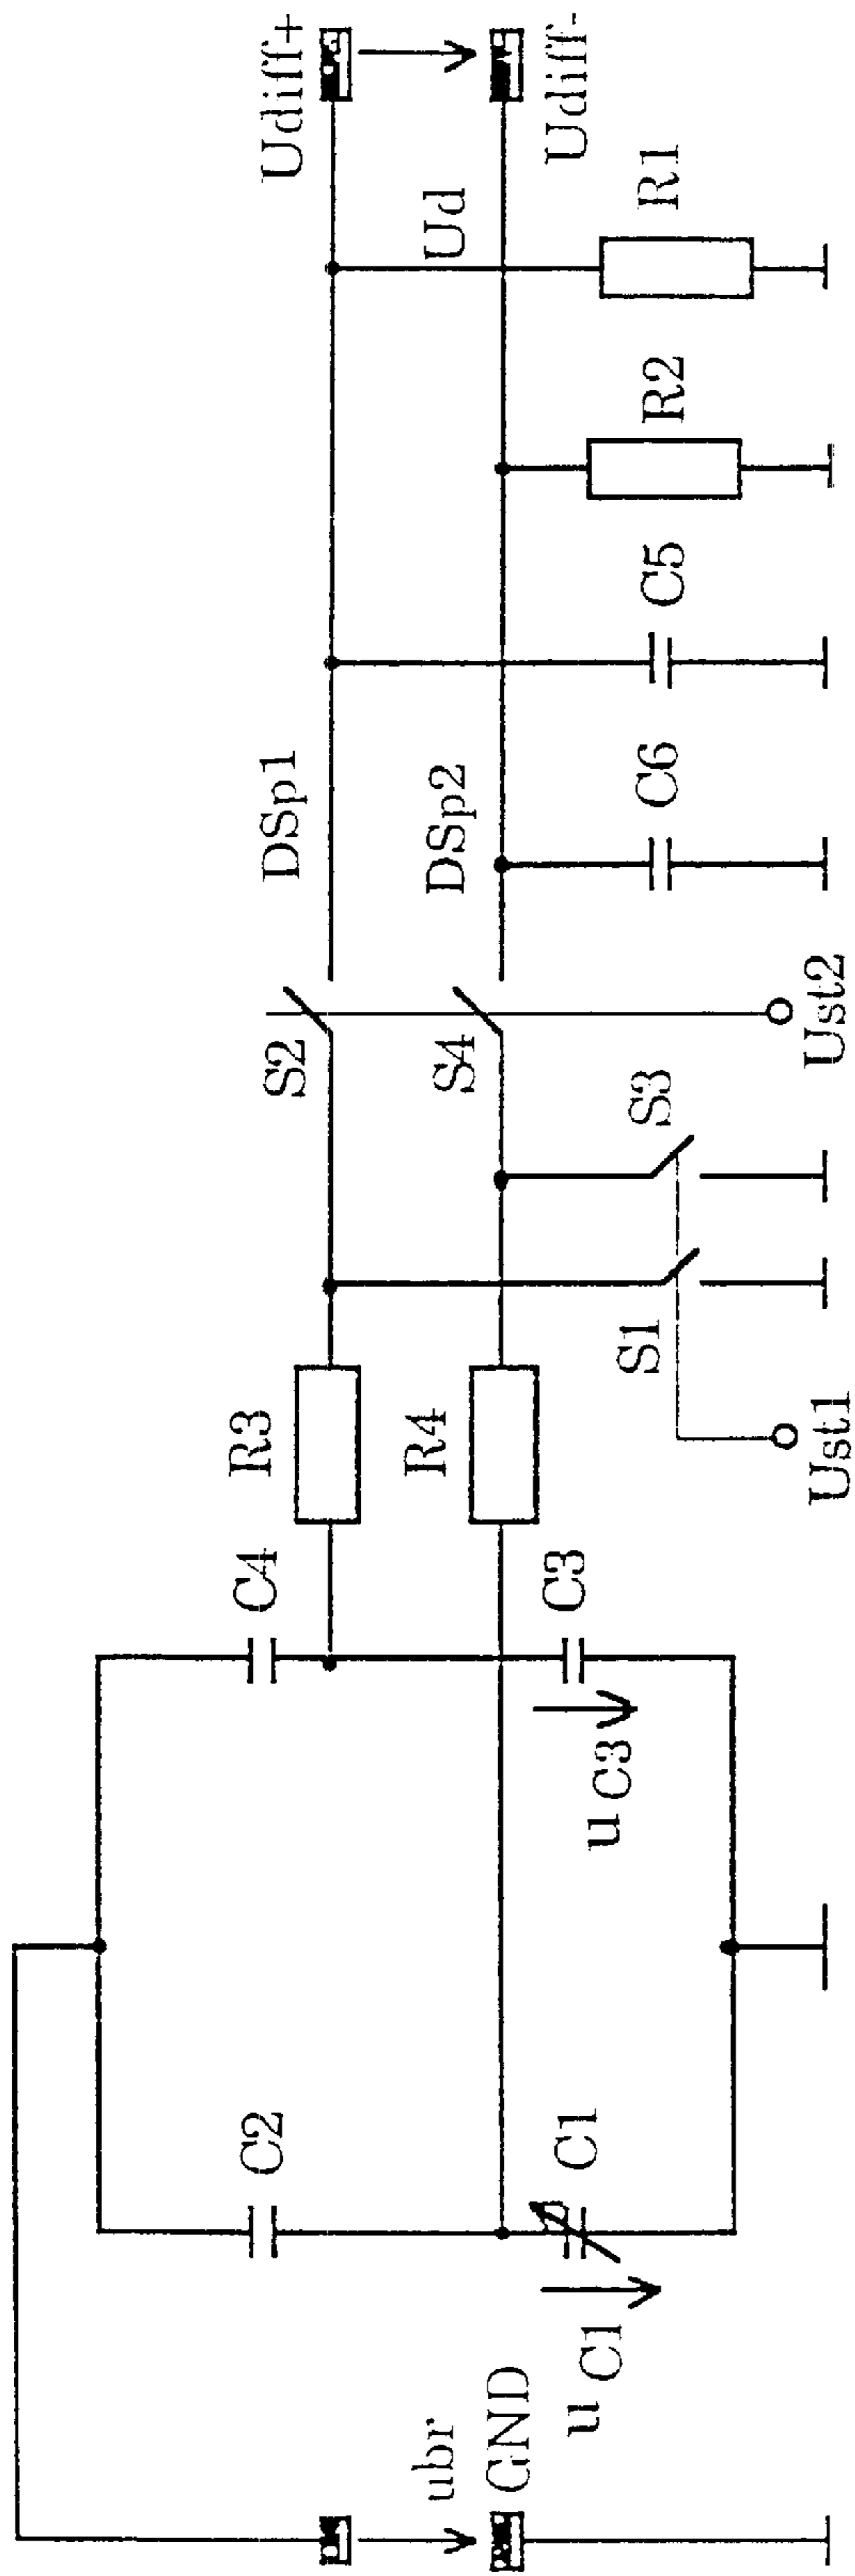 ubr
GND
C2
C1
u C1
C4
C3
u C3
R3
R4
S1
S3
Ust1
S2
S4
Ust2
DSp1
DSp2
C6
C5
R2
R1
Ud
Udiff+
Udiff-